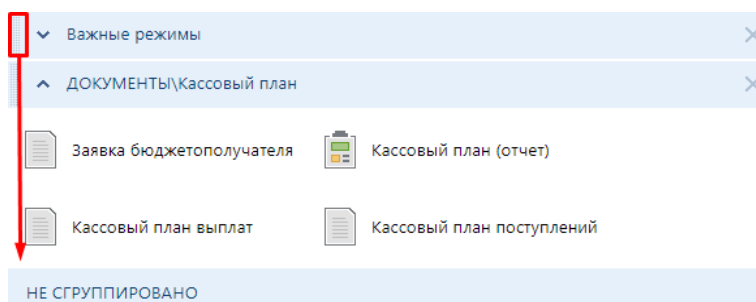 Важные режимы
ДОКУМЕНТЫ\Кассовый план
Заявка бюджетополучателя Кассовый план (отчет)
Кассовый план выплат Кассовый план поступлений
НЕ СГРУППИРОВАНО